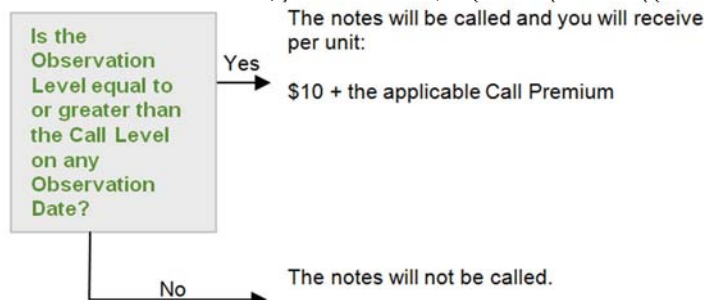 Is the
Observation
Level equal to
or greater than
the Call Level
on any
Observation
Date?
Yes
The notes will be called and you will receive
per unit:
$10 + the applicable Call Premium
No
The notes will not be called.